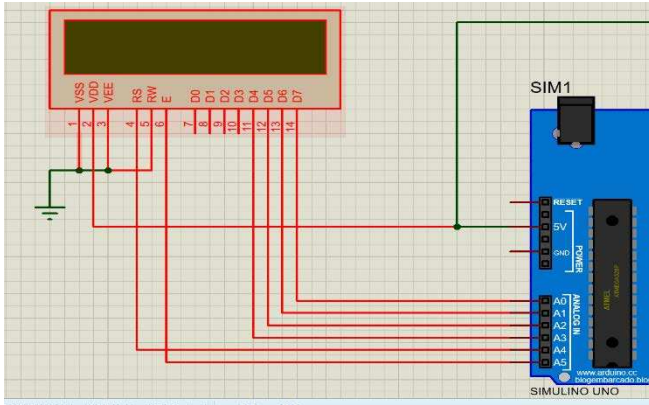 SIM1
VSS
VDD
VEE
RS
RW
E
D0
D1
D2
D3
D4
D5
D6
D7
1
2
3
4
5
6
7
8
9
10
11
12
13
14
RESET
5V
GND
POWER
A0
A1
A2
A3
A4
A5
ANALOG IN
ATMEL
www.arduino.cc
blogembarcado.blo
SIMULINO UNO